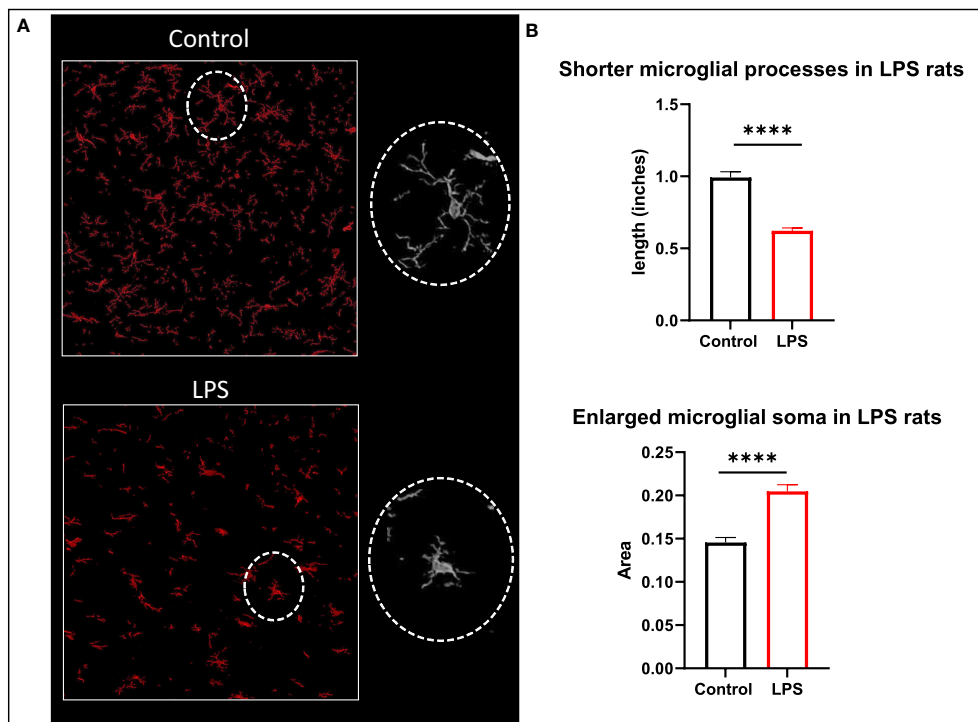 A
Control
LPS
B
Shorter microglial processes in LPS rats
length (inches)
1.5
1.0
0.5
0.0
****
Control
LPS
Enlarged microglial soma in LPS rats
Area
0.25
0.20
0.15
0.10
0.05
0.00
****
Control
LPS